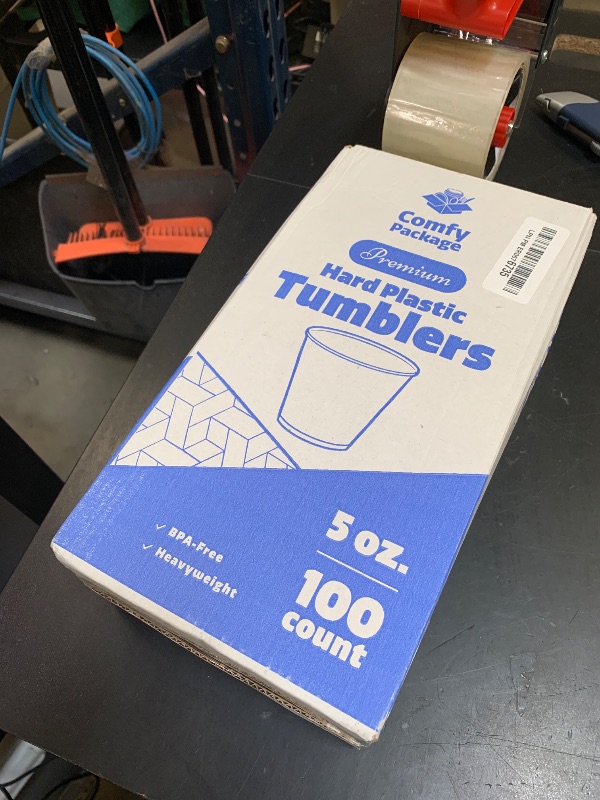 Comfy
Package
Premium
Hard Plastic
Tumblers
5 oz.
100
count
✓ BPA-Free
✓ Heavyweight